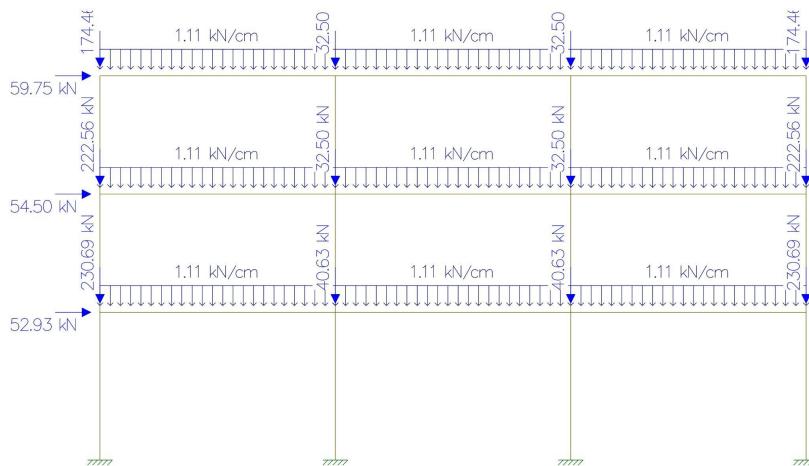 174.46
1.11 kN/cm
32.50
1.11 kN/cm
32.50
1.11 kN/cm
174.46
59.75 kN
222.56 kN
1.11 kN/cm
32.50 kN
1.11 kN/cm
32.50 kN
1.11 kN/cm
222.56 kN
54.50 kN
230.69 kN
1.11 kN/cm
40.63 kN
1.11 kN/cm
40.63 kN
1.11 kN/cm
230.69 kN
52.93 kN